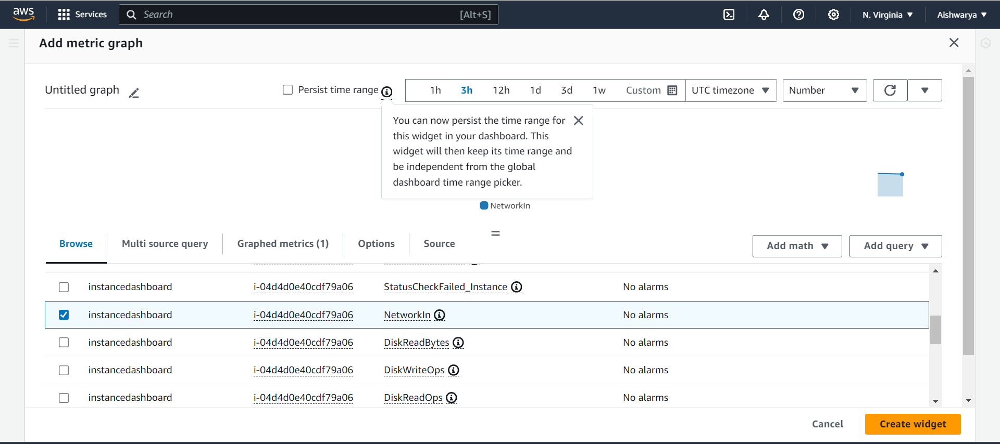 aws Services Search [Alt+S] N. Virginia Aishwarya
Add metric graph
Untitled graph Persist time range 1h 3h 12h 1d 3d 1w Custom UTC timezone Number
You can now persist the time range for
this widget in your dashboard. This
widget will then keep its time range and
be independent from the global
dashboard time range picker.
NetworkIn
Browse Multi source query Graphed metrics (1) Options Source Add math Add query
instancedashboard i-04d4d0e40cdf79a06 StatusCheckFailed_Instance No alarms
instancedashboard i-04d4d0e40cdf79a06 NetworkIn No alarms
instancedashboard i-04d4d0e40cdf79a06 DiskReadBytes No alarms
instancedashboard i-04d4d0e40cdf79a06 DiskWriteOps No alarms
instancedashboard i-04d4d0e40cdf79a06 DiskReadOps No alarms
Cancel Create widget